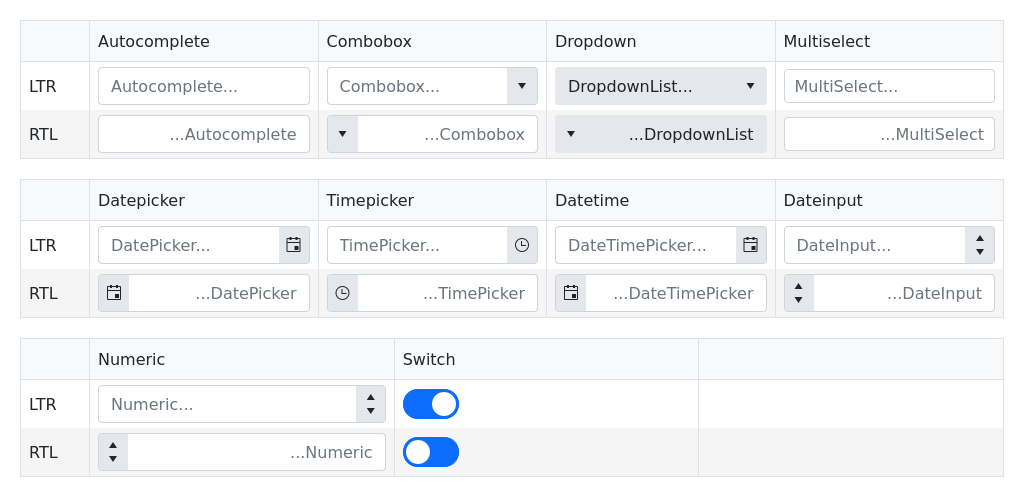 Autocomplete Combobox Dropdown Multiselect
LTR Autocomplete... Combobox... DropdownList... MultiSelect...
RTL ...Autocomplete ...Combobox ...DropdownList ...MultiSelect
Datepicker Timepicker Datetime Dateinput
LTR DatePicker... TimePicker... DateTimePicker... DateInput...
RTL ...DatePicker ...TimePicker ...DateTimePicker ...DateInput
Numeric Switch
LTR Numeric...
RTL ...Numeric